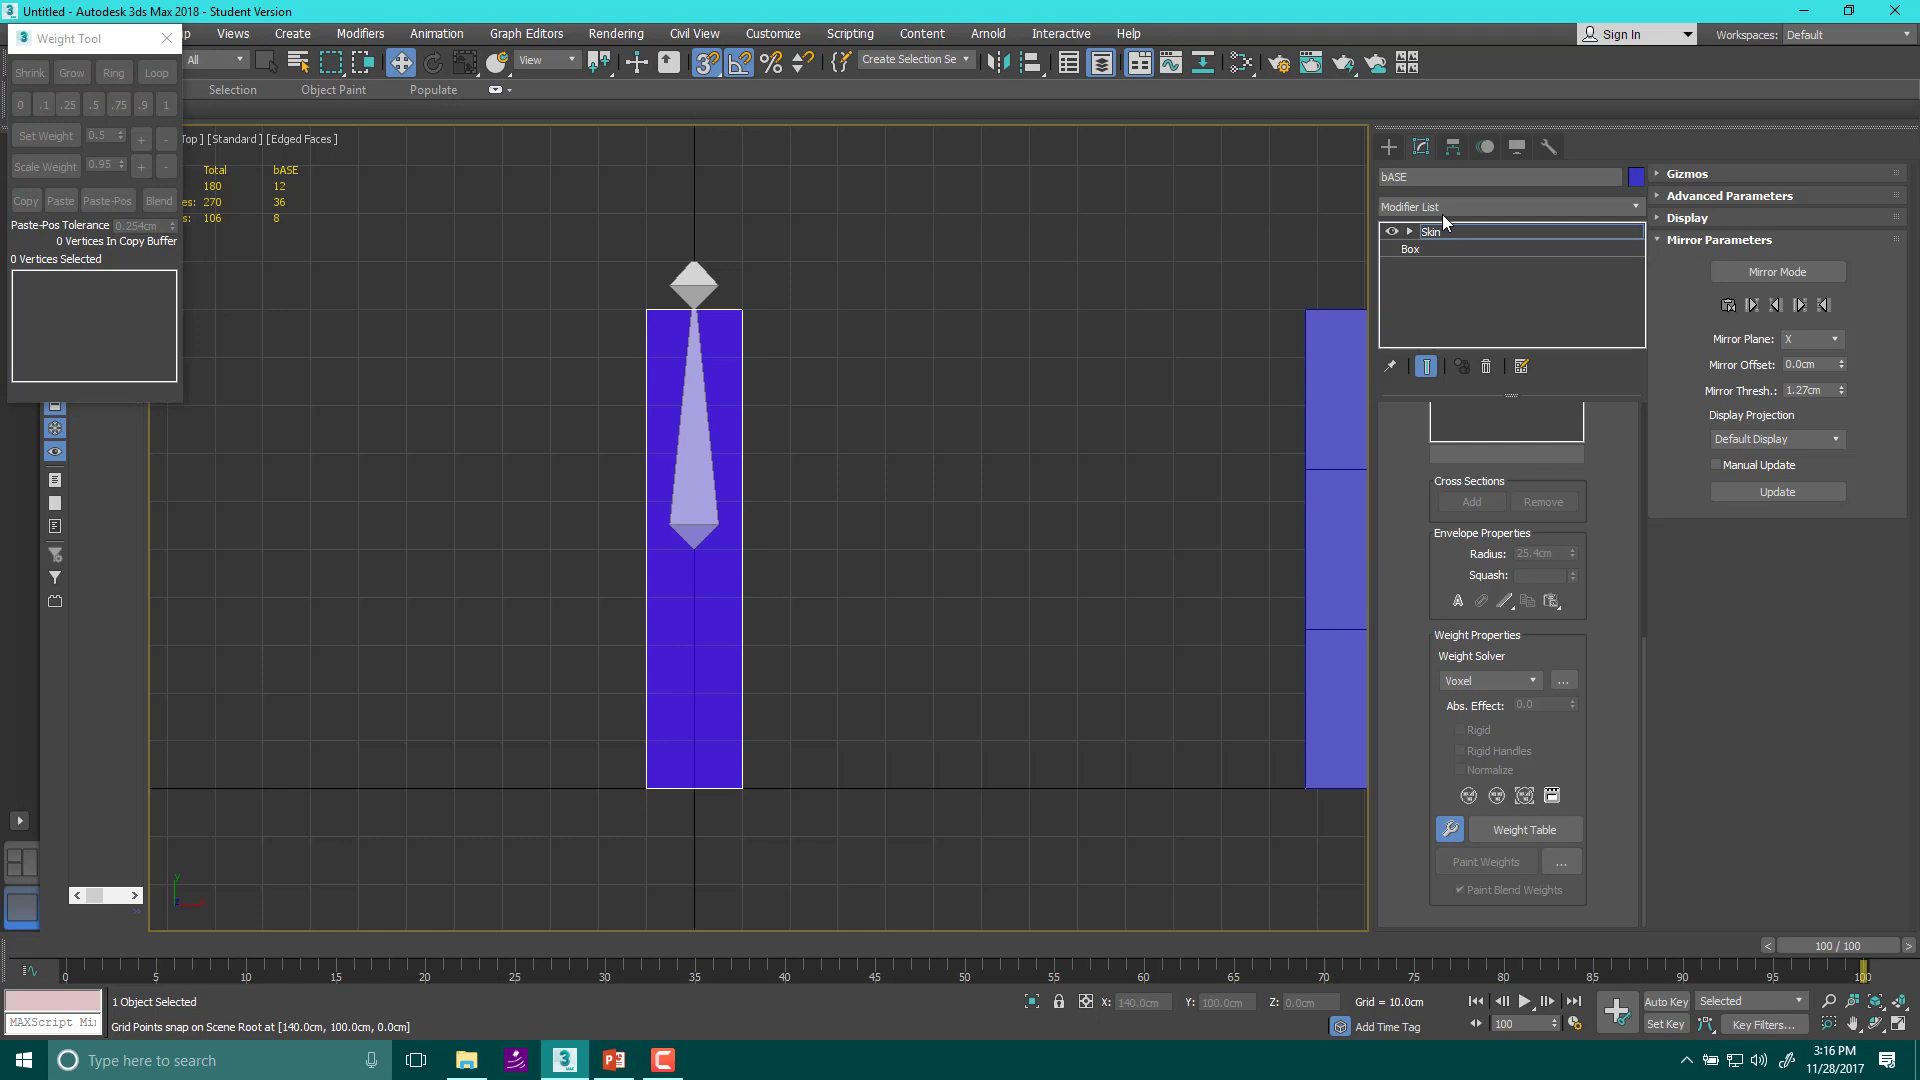 Untitled - Autodesk 3ds Max 2018 - Student Version
Weight Tool
Views Create Modifiers Animation Graph Editors Rendering Civil View Customize Scripting Content Arnold Interactive Help
Sign In
Workspaces: Default
Shrink Grow Ring Loop
All
View
Create Selection Se
Selection Object Paint Populate
0 .1 .25 .5 .75 .9 1
Set Weight 0.5 + -
Scale Weight 0.95 + -
Copy Paste Paste-Pos Blend
Paste-Pos Tolerance 0.254cm
0 Vertices In Copy Buffer
0 Vertices Selected
Top ] [Standard ] [Edged Faces ]
Total bASE
180 12
es: 270 36
s: 106 8
bASE
Modifier List
Skin
Box
Cross Sections
Add Remove
Envelope Properties
Radius: 25.4cm
Squash:
A
Weight Properties
Weight Solver
Voxel ...
Abs. Effect: 0.0
Rigid
Rigid Handles
Normalize
Weight Table
Paint Weights ...
Paint Blend Weights
Gizmos
Advanced Parameters
Display
Mirror Parameters
Mirror Mode
Mirror Plane: X
Mirror Offset: 0.0cm
Mirror Thresh.: 1.27cm
Display Projection
Default Display
Manual Update
Update
< >
y
< 100 / 100 >
0 5 10 15 20 25 30 35 40 45 50 55 60 65 70 75 80 85 90 95 100
1 Object Selected
X: 140.0cm Y: 100.0cm Z: 0.0cm Grid = 10.0cm
Auto Key Selected
MAXScript Mi
Grid Points snap on Scene Root at [140.0cm, 100.0cm, 0.0cm]
Add Time Tag
100
Set Key Key Filters...
Type here to search
3:16 PM
11/28/2017